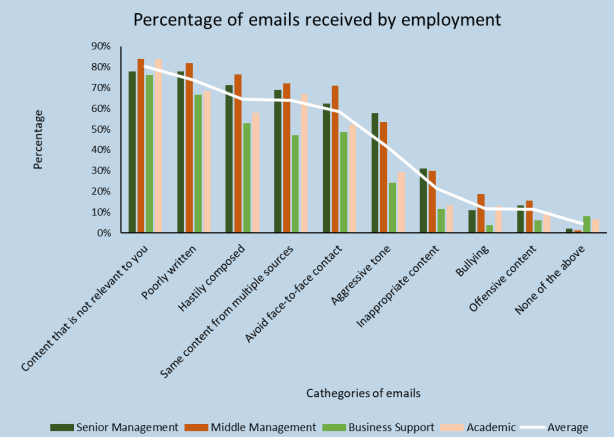 Percentage of emails received by employment
90%
80%
70%
60%
50%
40%
30%
20%
10%
0%
Percentage
Content that is not relevant to you
Poorly written
Hastily composed
Same content from multiple sources
Avoid face-to-face contact
Aggressive tone
Inappropriate content
Bullying
Offensive content
None of the above
Cathegories of emails
Senior Management Middle Management Business Support Academic Average